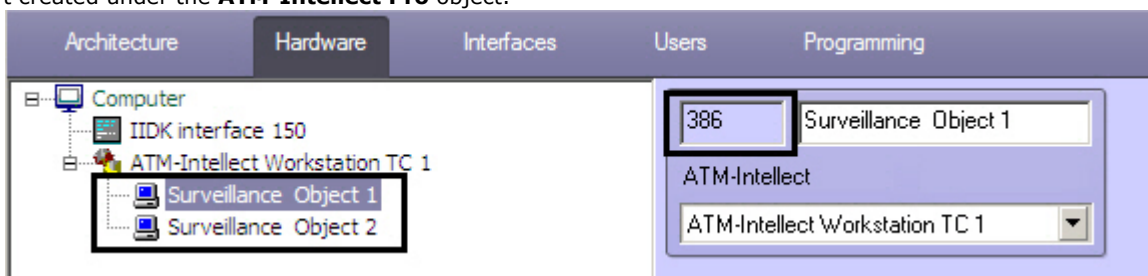 t created under the ATM-Intellect Pro object.
Architecture Hardware Interfaces Users Programming
Computer
IIDK interface 150
ATM-Intellect Workstation TC 1
Surveillance Object 1
Surveillance Object 2
386 Surveillance Object 1
ATM-Intellect
ATM-Intellect Workstation TC 1